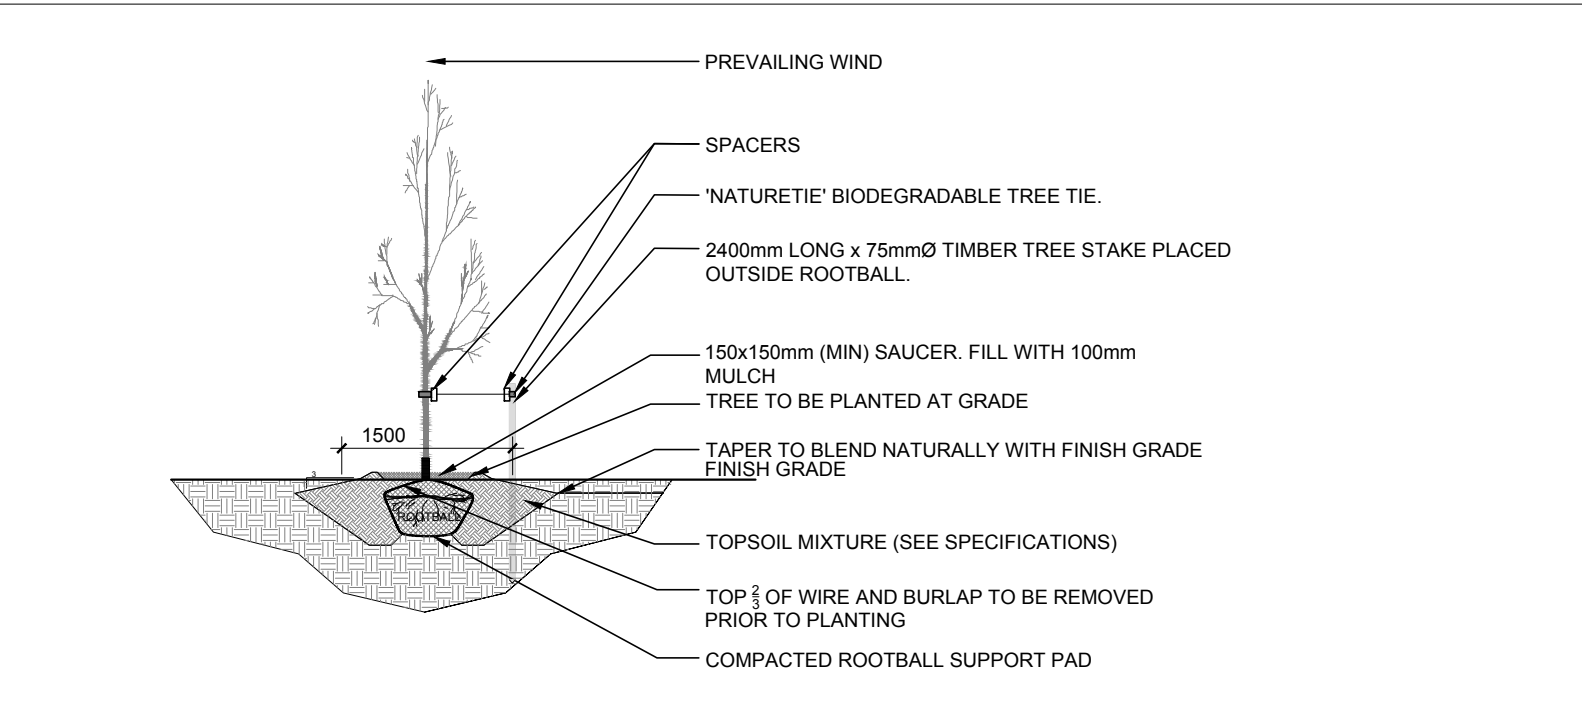 PREVAILING WIND
SPACERS
'NATURETIE' BIODEGRADABLE TREE TIE.
2400mm LONG x 75mmØ TIMBER TREE STAKE PLACED
OUTSIDE ROOTBALL.
150x150mm (MIN) SAUCER. FILL WITH 100mm
MULCH
TREE TO BE PLANTED AT GRADE
1500
TAPER TO BLEND NATURALLY WITH FINISH GRADE
FINISH GRADE
3
ROOTBALL
TOPSOIL MIXTURE (SEE SPECIFICATIONS)
TOP 2/3 OF WIRE AND BURLAP TO BE REMOVED
PRIOR TO PLANTING
COMPACTED ROOTBALL SUPPORT PAD